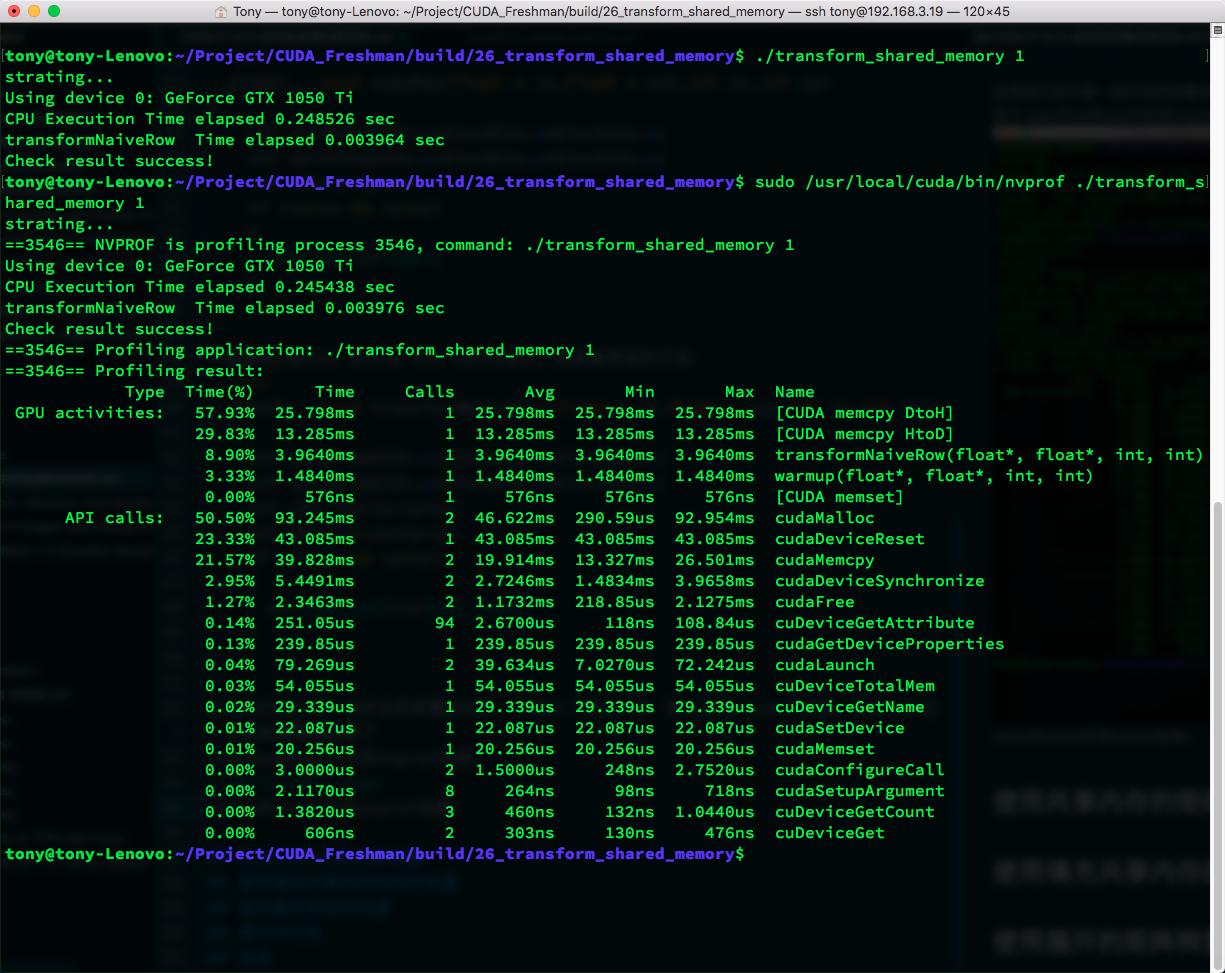 Tony — tony@tony-Lenovo: ~/Project/CUDA_Freshman/build/26_transform_shared_memory — ssh tony@192.168.3.19 — 120×45
[tony@tony-Lenovo:~/Project/CUDA_Freshman/build/26_transform_shared_memory$ ./transform_shared_memory 1 ]
strating...
Using device 0: GeForce GTX 1050 Ti
CPU Execution Time elapsed 0.248526 sec
transformNaiveRow  Time elapsed 0.003964 sec
Check result success!
[tony@tony-Lenovo:~/Project/CUDA_Freshman/build/26_transform_shared_memory$ sudo /usr/local/cuda/bin/nvprof ./transform_s]
hared_memory 1
strating...
==3546== NVPROF is profiling process 3546, command: ./transform_shared_memory 1
Using device 0: GeForce GTX 1050 Ti
CPU Execution Time elapsed 0.245438 sec
transformNaiveRow  Time elapsed 0.003976 sec
Check result success!
==3546== Profiling application: ./transform_shared_memory 1
==3546== Profiling result:
Type  Time(%)      Time     Calls       Avg       Min       Max  Name
GPU activities:   57.93%  25.798ms         1  25.798ms  25.798ms  25.798ms  [CUDA memcpy DtoH]
29.83%  13.285ms         1  13.285ms  13.285ms  13.285ms  [CUDA memcpy HtoD]
8.90%  3.9640ms         1  3.9640ms  3.9640ms  3.9640ms  transformNaiveRow(float*, float*, int, int)
3.33%  1.4840ms         1  1.4840ms  1.4840ms  1.4840ms  warmup(float*, float*, int, int)
0.00%     576ns         1     576ns     576ns     576ns  [CUDA memset]
API calls:   50.50%  93.245ms         2  46.622ms  290.59us  92.954ms  cudaMalloc
23.33%  43.085ms         1  43.085ms  43.085ms  43.085ms  cudaDeviceReset
21.57%  39.828ms         2  19.914ms  13.327ms  26.501ms  cudaMemcpy
2.95%  5.4491ms         2  2.7246ms  1.4834ms  3.9658ms  cudaDeviceSynchronize
1.27%  2.3463ms         2  1.1732ms  218.85us  2.1275ms  cudaFree
0.14%  251.05us        94  2.6700us     118ns  108.84us  cuDeviceGetAttribute
0.13%  239.85us         1  239.85us  239.85us  239.85us  cudaGetDeviceProperties
0.04%  79.269us         2  39.634us  7.0270us  72.242us  cudaLaunch
0.03%  54.055us         1  54.055us  54.055us  54.055us  cuDeviceTotalMem
0.02%  29.339us         1  29.339us  29.339us  29.339us  cuDeviceGetName
0.01%  22.087us         1  22.087us  22.087us  22.087us  cudaSetDevice
0.01%  20.256us         1  20.256us  20.256us  20.256us  cudaMemset
0.00%  3.0000us         2  1.5000us     248ns  2.7520us  cudaConfigureCall
0.00%  2.1170us         8     264ns      98ns     718ns  cudaSetupArgument
0.00%  1.3820us         3     460ns     132ns  1.0440us  cuDeviceGetCount
0.00%     606ns         2     303ns     130ns     476ns  cuDeviceGet
tony@tony-Lenovo:~/Project/CUDA_Freshman/build/26_transform_shared_memory$